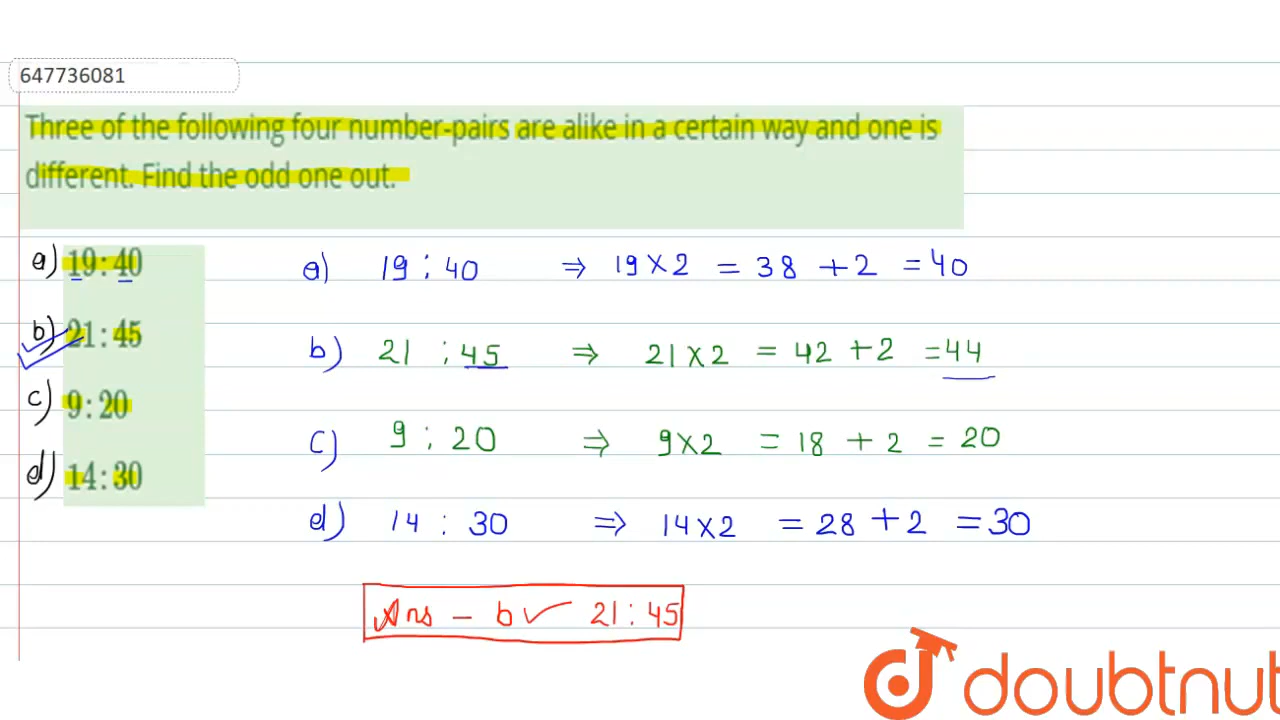 647736081
Three of the following four number-pairs are alike in a certain way and one is
different. Find the odd one out.
a) 19 : 40
b) 21 : 45
c) 9 : 20
d) 14 : 30
a) 19 : 40 ⇒ 19 × 2 = 38 + 2 = 40
b) 21 : 45 ⇒ 21 × 2 = 42 + 2 = 44
c) 9 : 20 ⇒ 9 × 2 = 18 + 2 = 20
d) 14 : 30 ⇒ 14 × 2 = 28 + 2 = 30
Ans - b ✓ 21 : 45
doubtnut